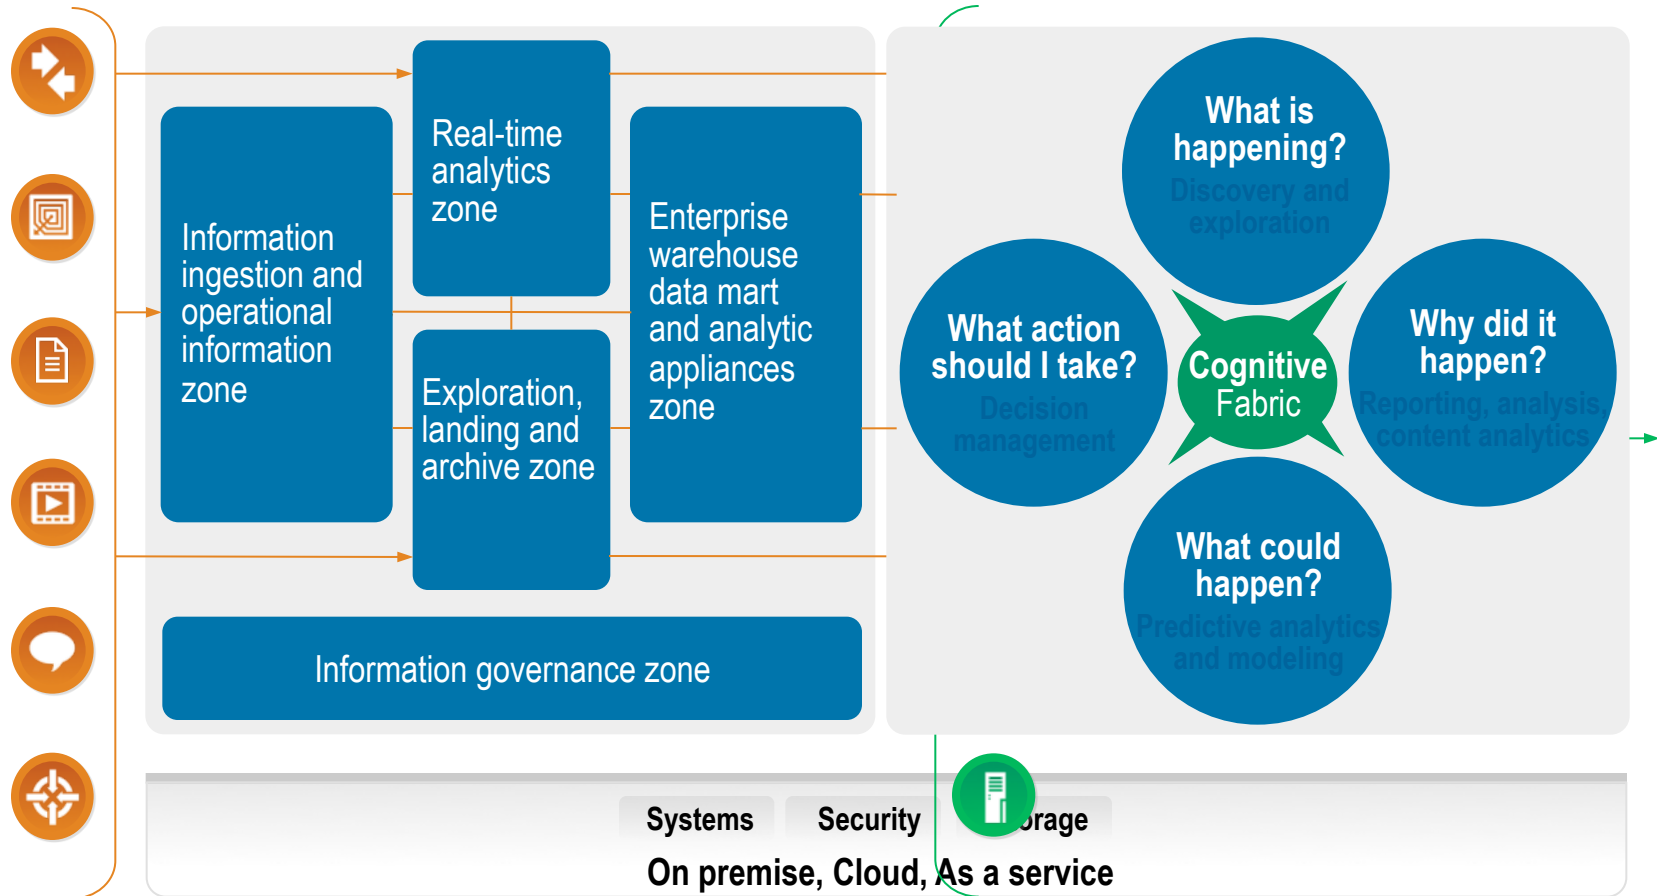 Real-time
analytics
zone
Information
ingestion and
operational
information
zone
Enterprise
warehouse
data mart
and analytic
appliances
zone
Exploration,
landing and
archive zone
Information governance zone
What is
happening?
Discovery and
exploration
What action
should I take?
Decision
management
Cognitive
Fabric
Why did it
happen?
Reporting, analysis,
content analytics
What could
happen?
Predictive analytics
and modeling
Systems
Security
orage
On premise, Cloud, As a service